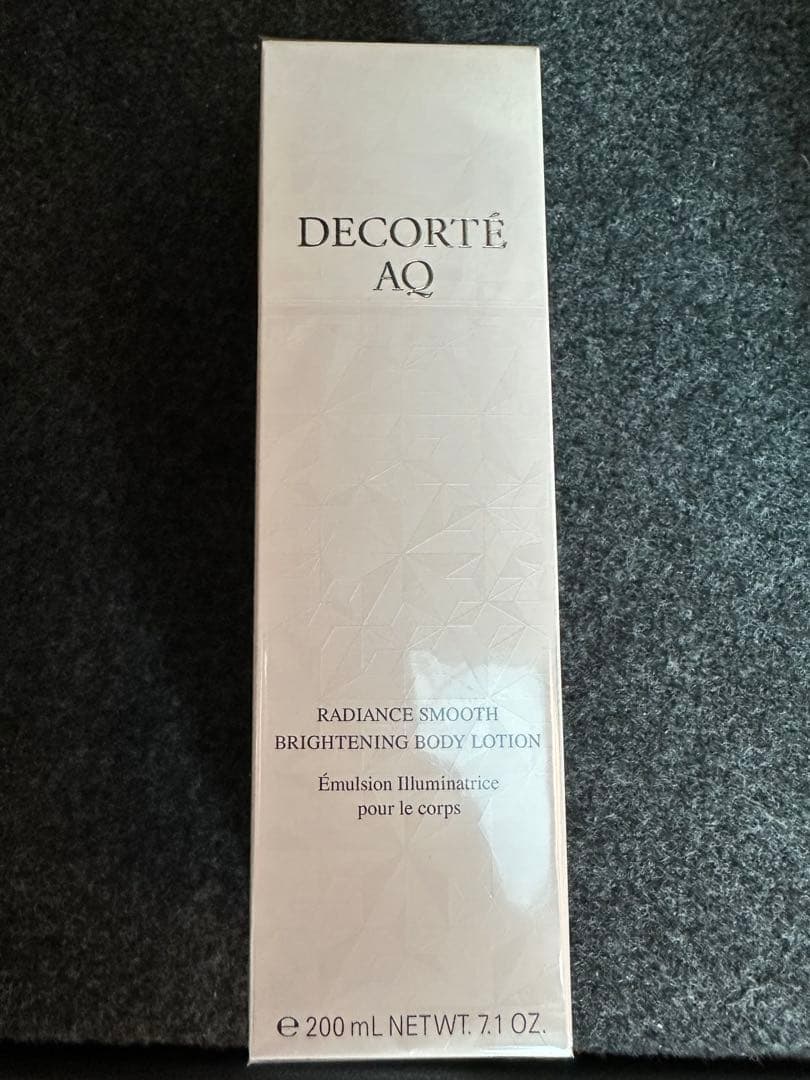 DECORTÉ
AQ
RADIANCE SMOOTH
BRIGHTENING BODY LOTION
Émulsion Illuminatrice
pour le corps
℮ 200 mL NET WT. 7.1 OZ.